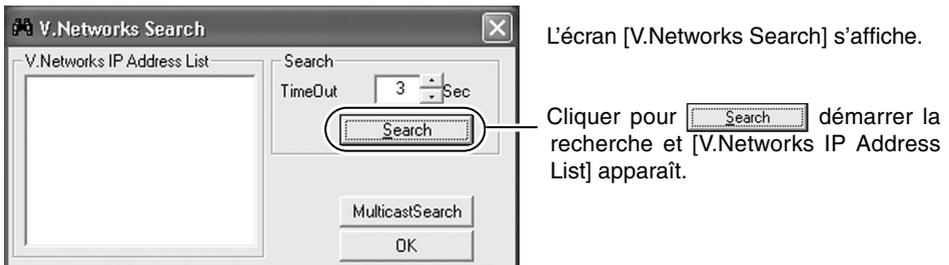 V.Networks Search
V.Networks IP Address List
Search
TimeOut 3 Sec
Search
MulticastSearch
OK
L'écran [V.Networks Search] s'affiche.
Cliquer pour Search démarrer la
recherche et [V.Networks IP Address
List] apparaît.